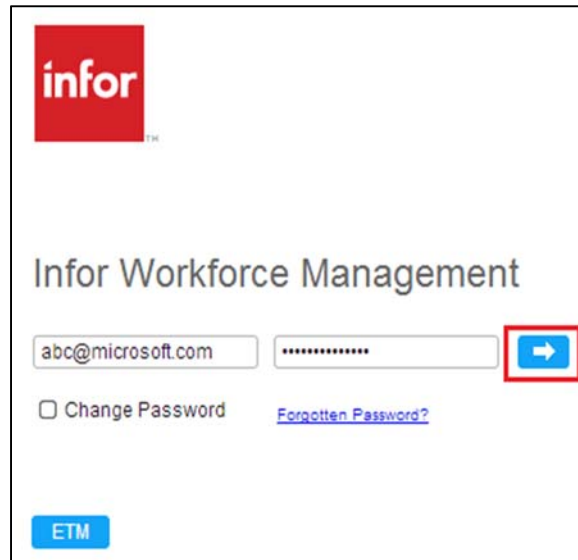 infor
TM
Infor Workforce Management
abc@microsoft.com ••••••••••••••
Change Password Forgotten Password?
ETM